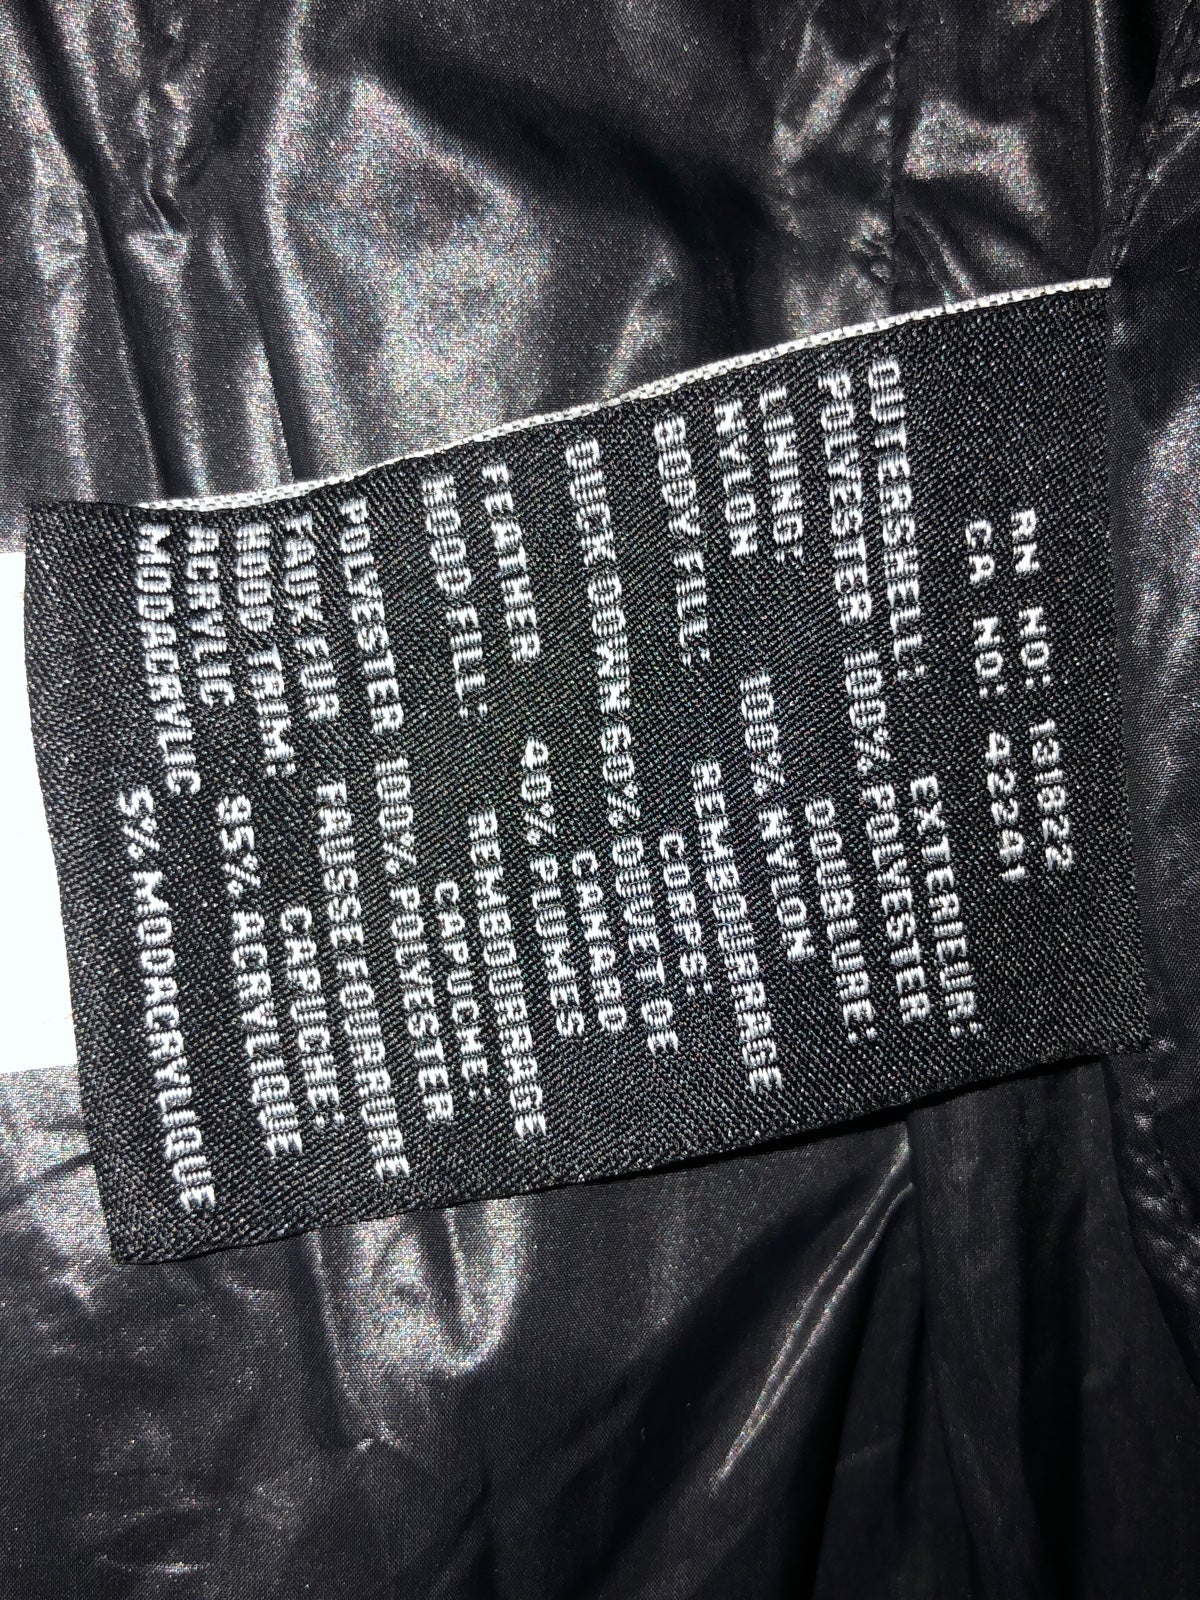 RN NO: 131822
CA NO: 42241
OUTERSHELL: EXTERIEUR:
POLYESTER 100% POLYESTER
LINING: DOUBLURE:
NYLON 100% NYLON
BODY FILL: REMBOURRAGE
CORPS:
DUCK DOWN 60% DUVET DE
CANARD
FEATHER 40% PLUMES
HOOD FILL: REMBOURRAGE
CAPUCHE:
POLYESTER 100% POLYESTER
FAUX FUR FAUSSE FOURRURE
HOOD TRIM: CAPUCHE:
ACRYLIC 95% ACRYLIQUE
MODACRYLIC 5% MODACRYLIQUE